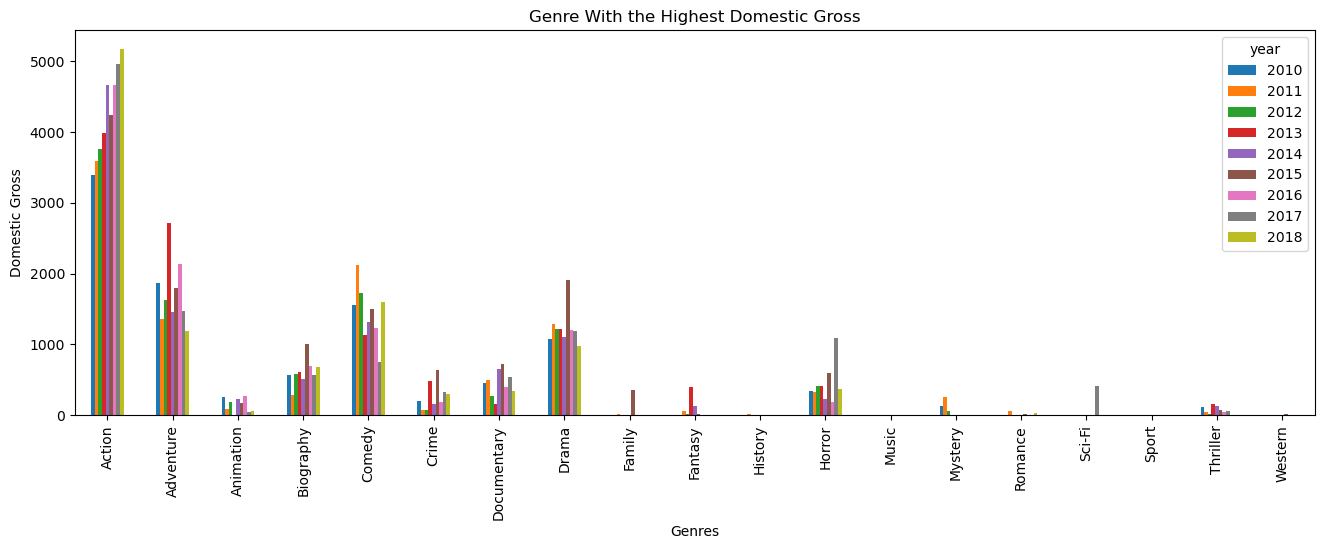 Genre With the Highest Domestic Gross
year
2010
2011
2012
2013
2014
2015
2016
2017
2018
Domestic Gross
5000
4000
3000
2000
1000
0
Action
Adventure
Animation
Biography
Comedy
Crime
Documentary
Drama
Family
Fantasy
History
Horror
Music
Mystery
Romance
Sci-Fi
Sport
Thriller
Western
Genres